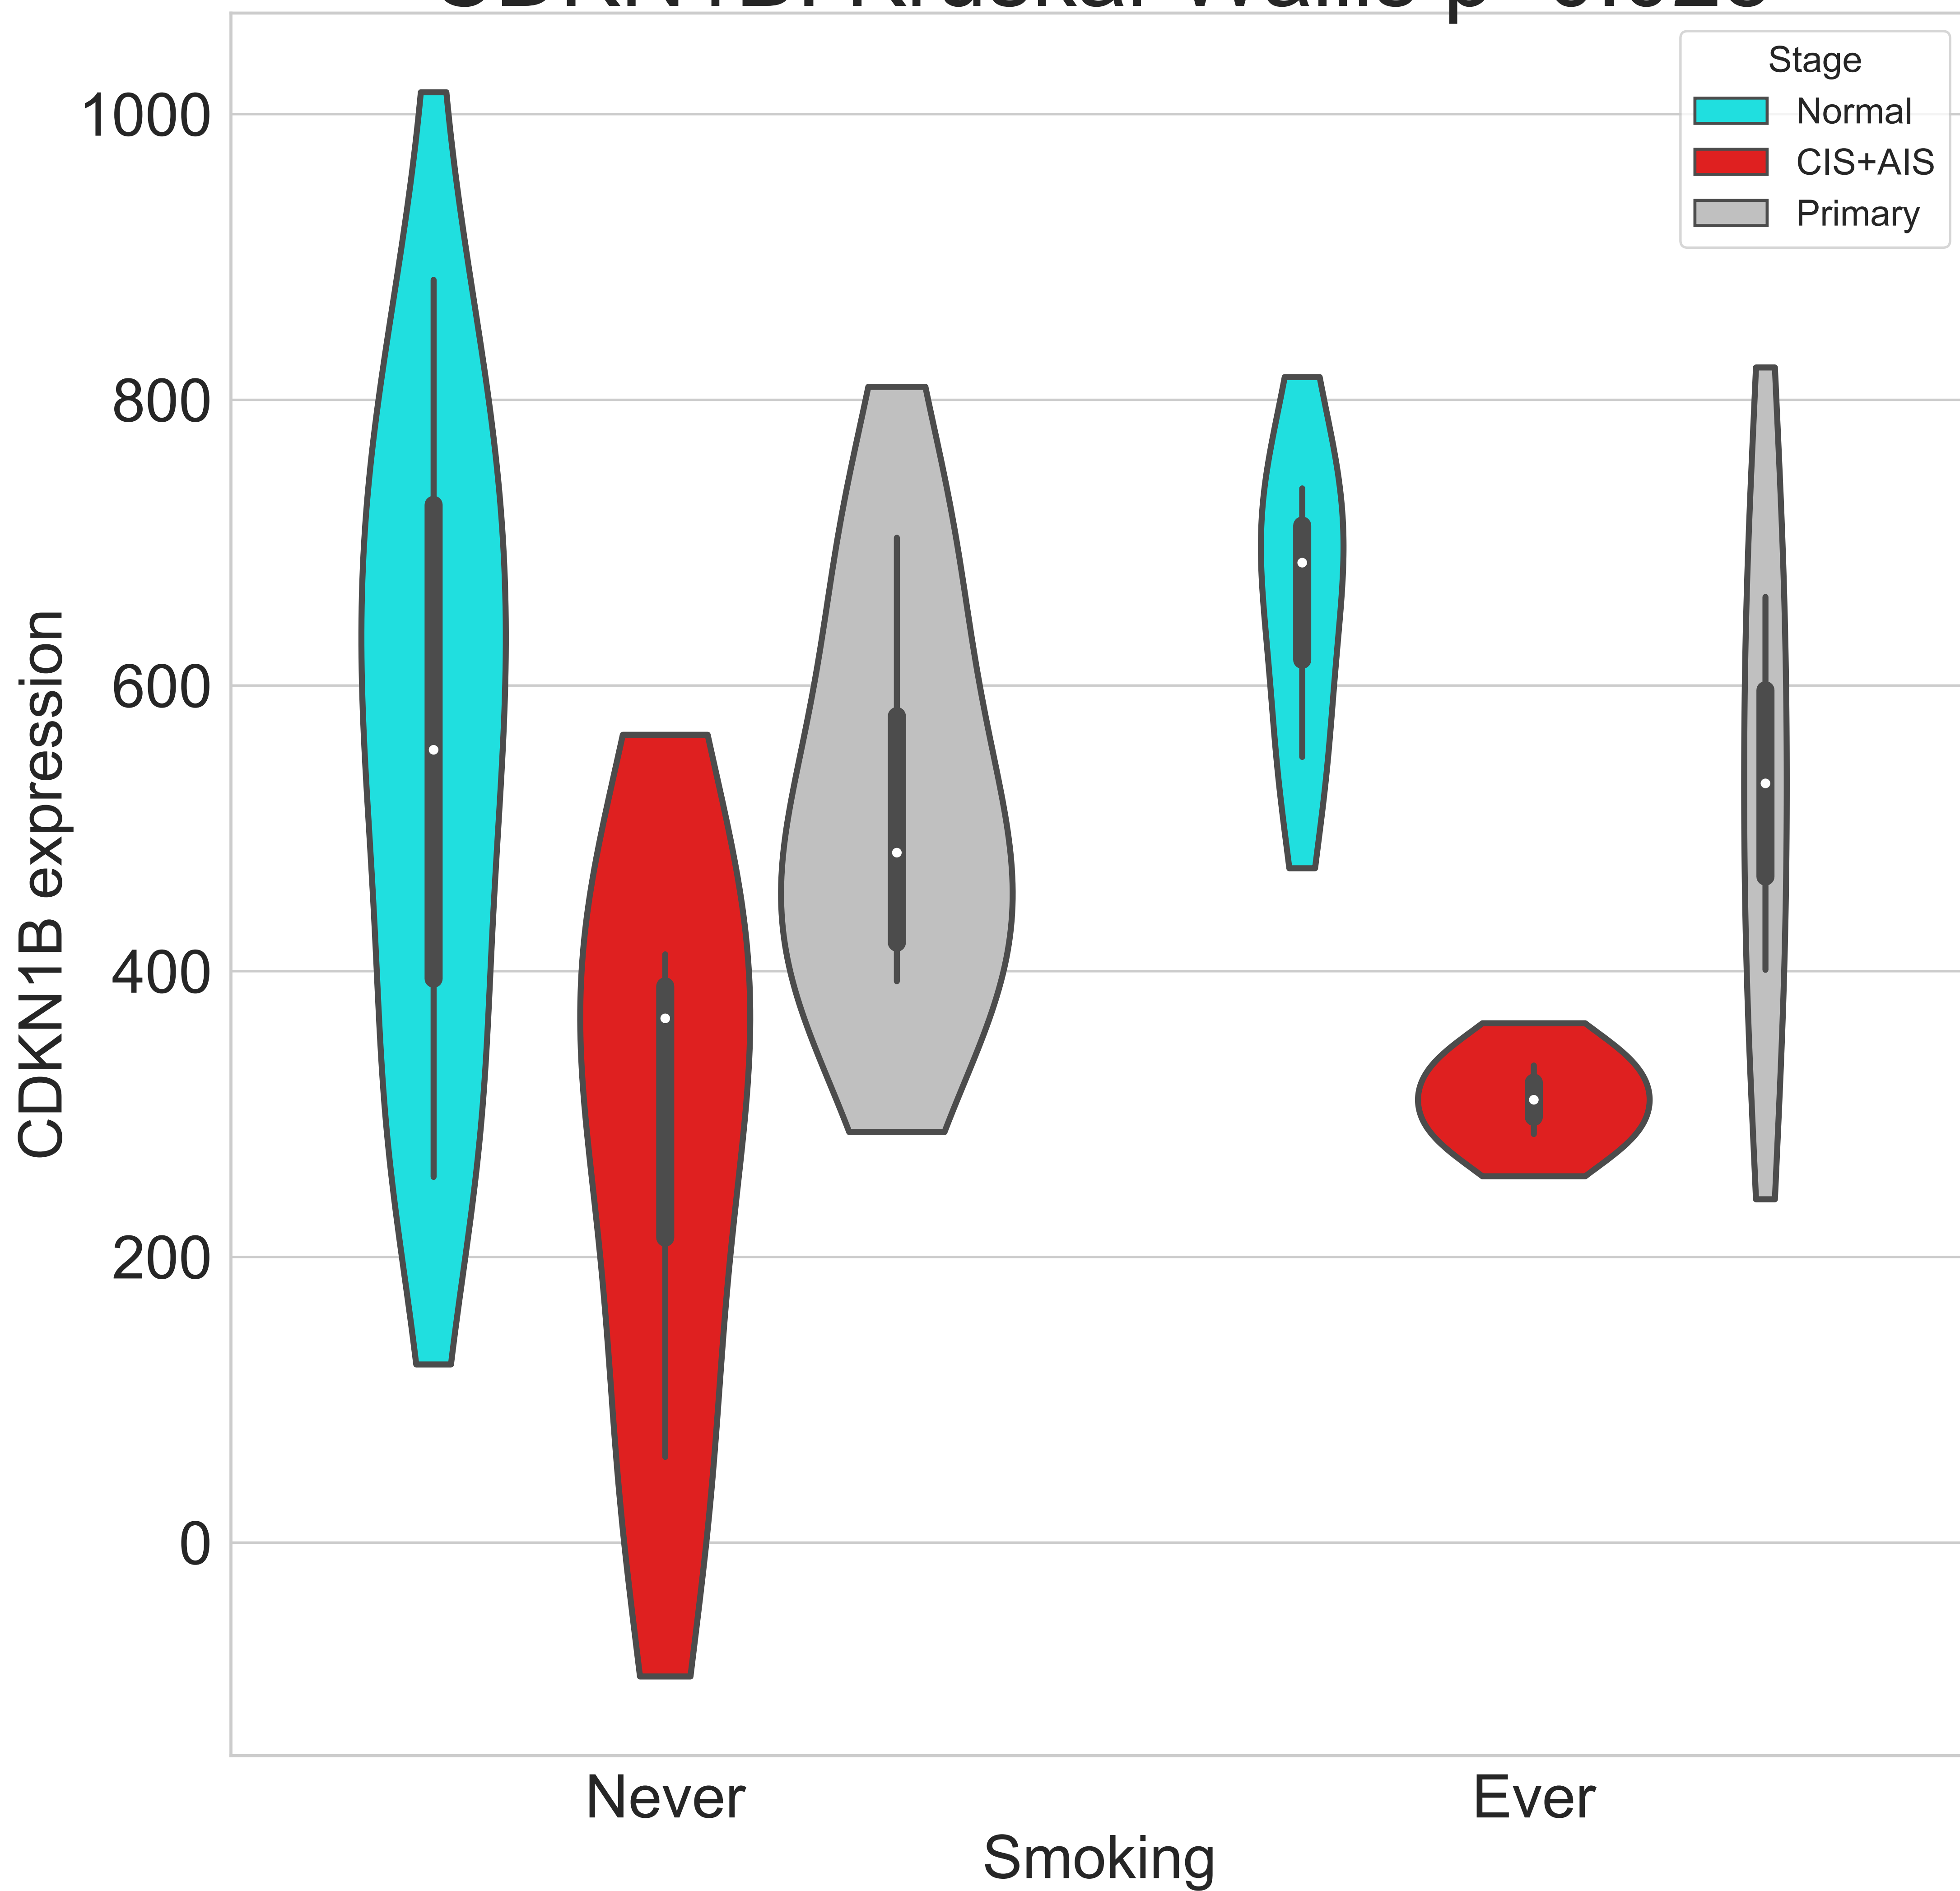 Stage
Normal
CIS+AIS
Primary
1000
800
600
400
200
0
CDKN1B expression
Never
Ever
Smoking